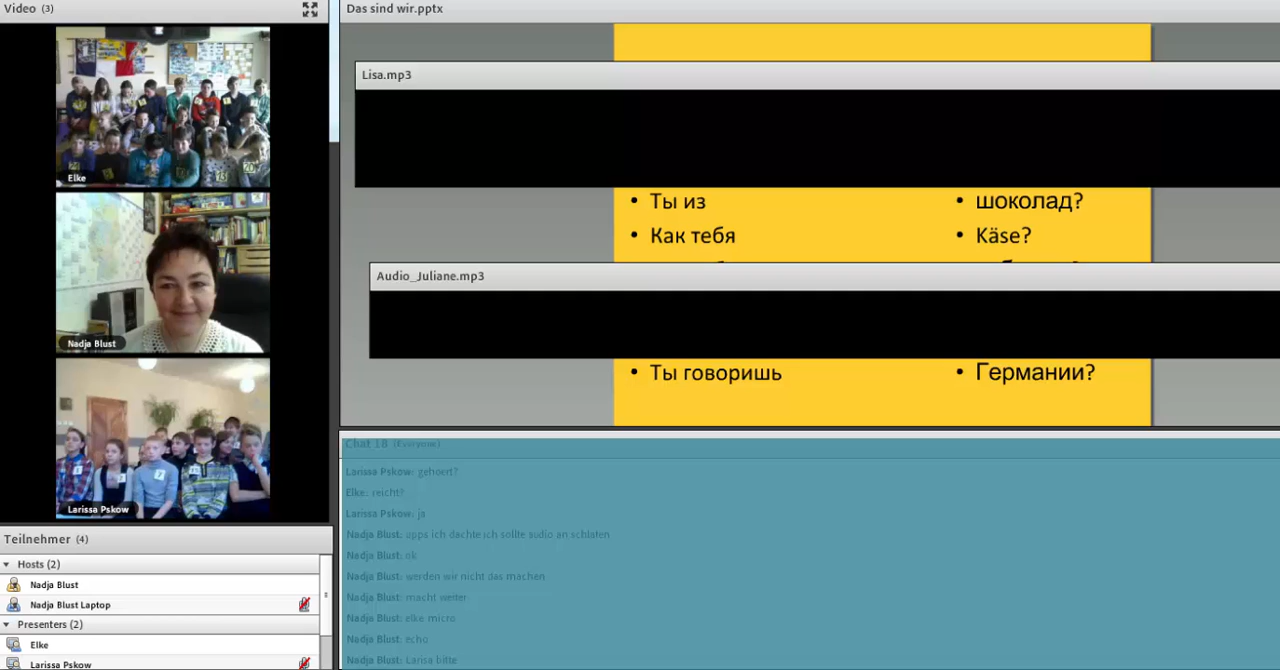 Video (3)
Elke
Nadja Blust
Larissa Pskow
Teilnehmer (4)
Hosts (2)
Nadja Blust
Nadja Blust Laptop
Presenters (2)
Elke
Larissa Pskow
Das sind wir.pptx
Lisa.mp3
• Ты из
• шоколад?
• Как тебя
• Käse?
Audio_Juliane.mp3
• Ты говоришь
• Германии?
Chat 18 (Everyone)
Larissa Pskow: gehoert?
Elke: reicht?
Larissa Pskow: ja
Nadja Blust: upps ich dachte ich sollte audio an schlaten
Nadja Blust: ok
Nadja Blust: werden wir nicht das machen
Nadja Blust: macht weiter
Nadja Blust: elke micro
Nadja Blust: echo
Nadja Blust: Larisa bitte